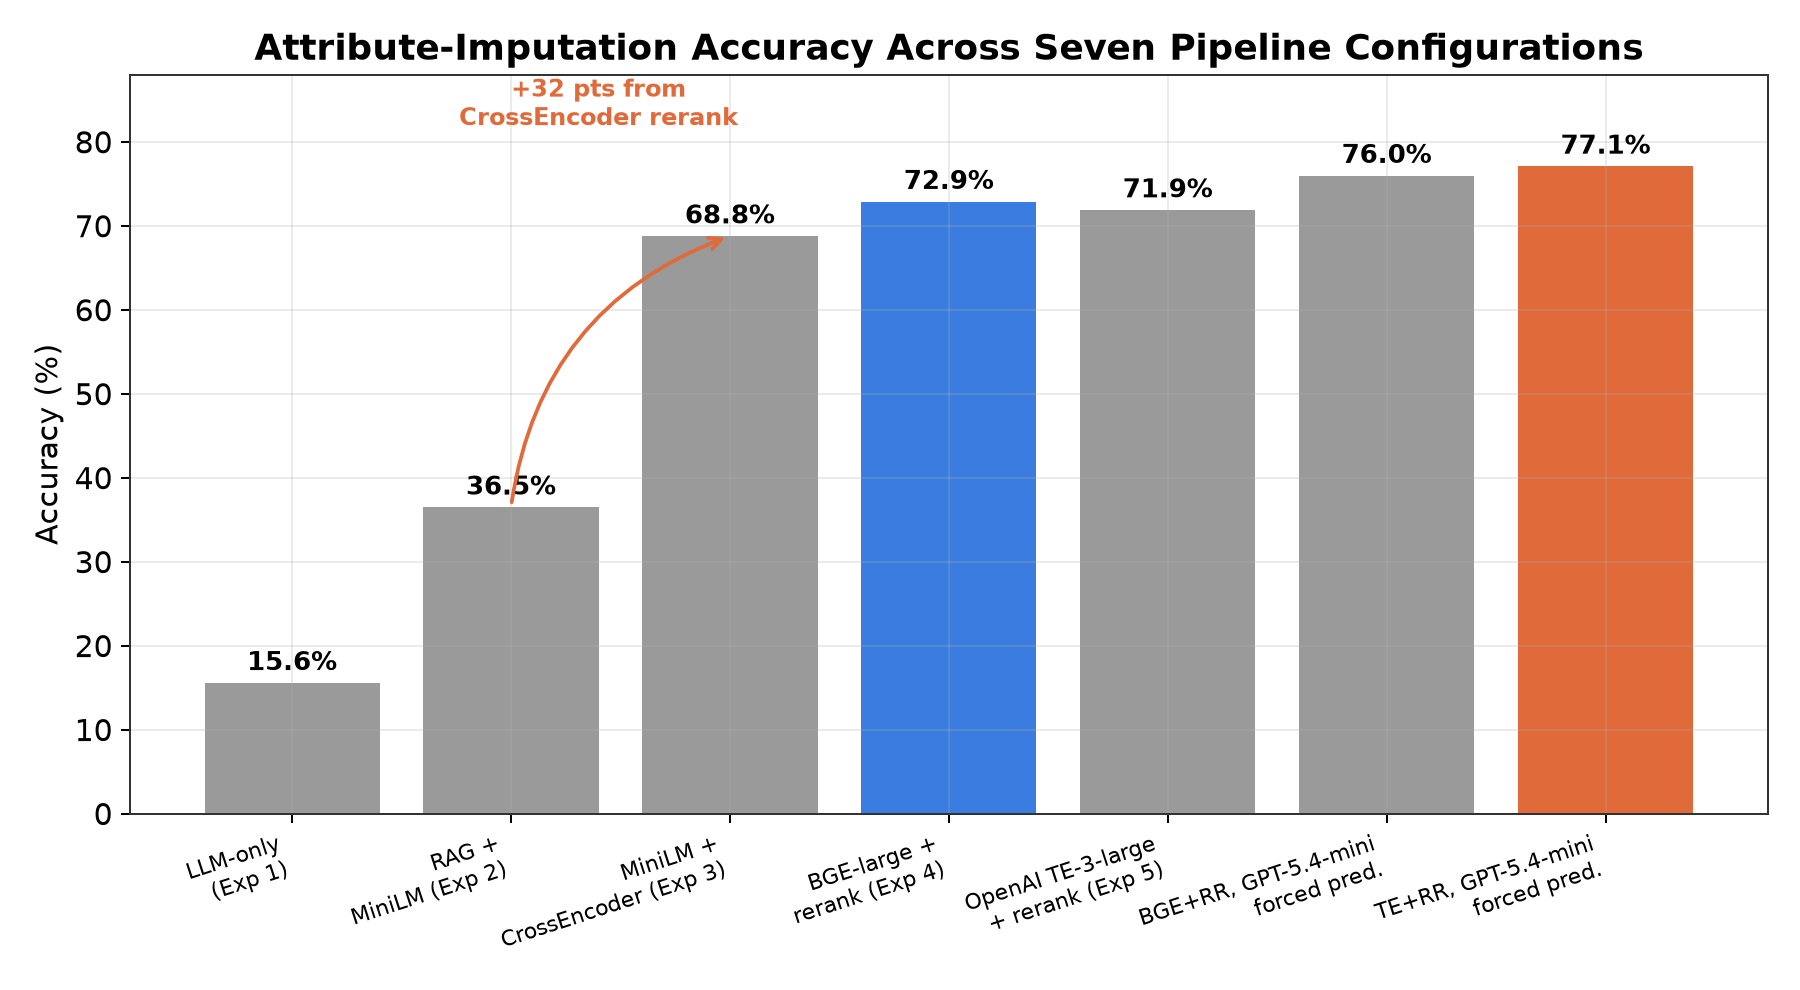 Attribute-Imputation Accuracy Across Seven Pipeline Configurations
+32 pts from
CrossEncoder rerank
Accuracy (%)
80
70
60
50
40
30
20
10
0
15.6%
36.5%
68.8%
72.9%
71.9%
76.0%
77.1%
LLM-only
(Exp 1)
RAG +
MiniLM (Exp 2)
MiniLM +
CrossEncoder (Exp 3)
BGE-large +
rerank (Exp 4)
OpenAI TE-3-large
+ rerank (Exp 5)
BGE+RR, GPT-5.4-mini
forced pred.
TE+RR, GPT-5.4-mini
forced pred.